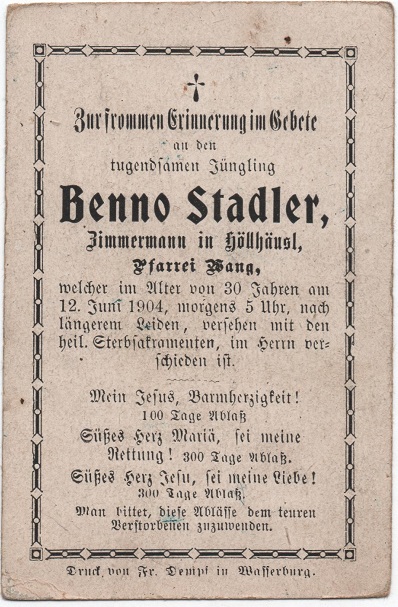 Zur frommen Erinnerung im Gebete
an den
tugendsamen Jüngling
Benno Stadler,
Zimmermann in Höllhäusl,
Pfarrei Wang,
welcher im Alter von 30 Jahren am
12. Juni 1904, morgens 5 Uhr, nach
längerem Leiden, versehen mit den
heil. Sterbsakramenten, im Herrn ver-
schieden ist.
Mein Jesus, Barmherzigkeit!
100 Tage Ablaß
Süßes Herz Mariä, sei meine
Rettung! 300 Tage Ablaß.
Süßes Herz Jesu, sei meine Liebe!
300 Tage Ablaß.
Man bittet, diese Ablässe dem teuren
Verstorbenen zuzuwenden.
Druck von Fr. Dempf in Wasserburg.